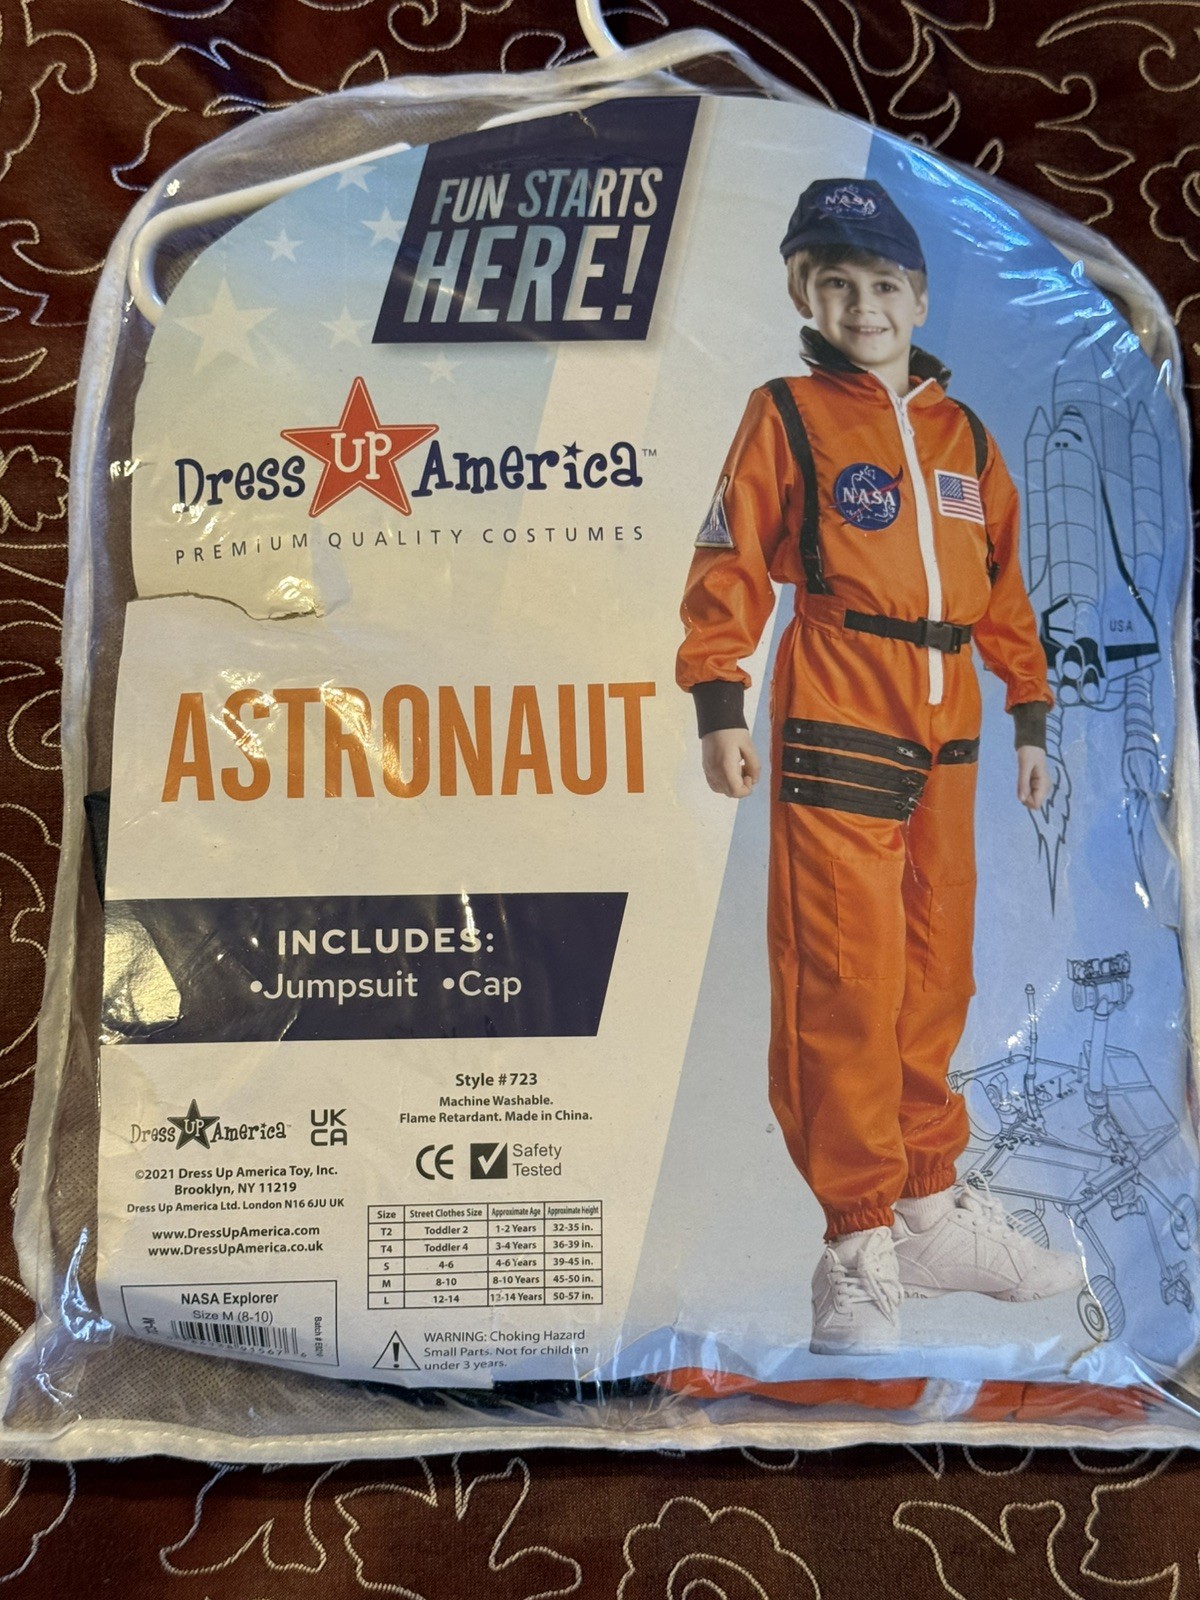 FUN STARTS
HERE!
NASA
Dress UP America™
PREMIUM QUALITY COSTUMES
NASA
USA
ASTRONAUT
INCLUDES:
•Jumpsuit •Cap
Style #723
Machine Washable.
Flame Retardant. Made in China.
Dress UP America™
UK
CA
CE
Safety
Tested
©2021 Dress Up America Toy, Inc.
Brooklyn, NY 11219
Dress Up America Ltd. London N16 6JU UK
www.DressUpAmerica.com
www.DressUpAmerica.co.uk
Size Street Clothes Size Approximate Age Approximate Height
T2 Toddler 2 1-2 Years 32-35 in.
T4 Toddler 4 3-4 Years 36-39 in.
S 4-6 4-6 Years 39-45 in.
M 8-10 8-10 Years 45-50 in.
L 12-14 12-14 Years 50-57 in.
NASA Explorer
Size M (8-10)
WARNING: Choking Hazard
Small Parts. Not for children
under 3 years.